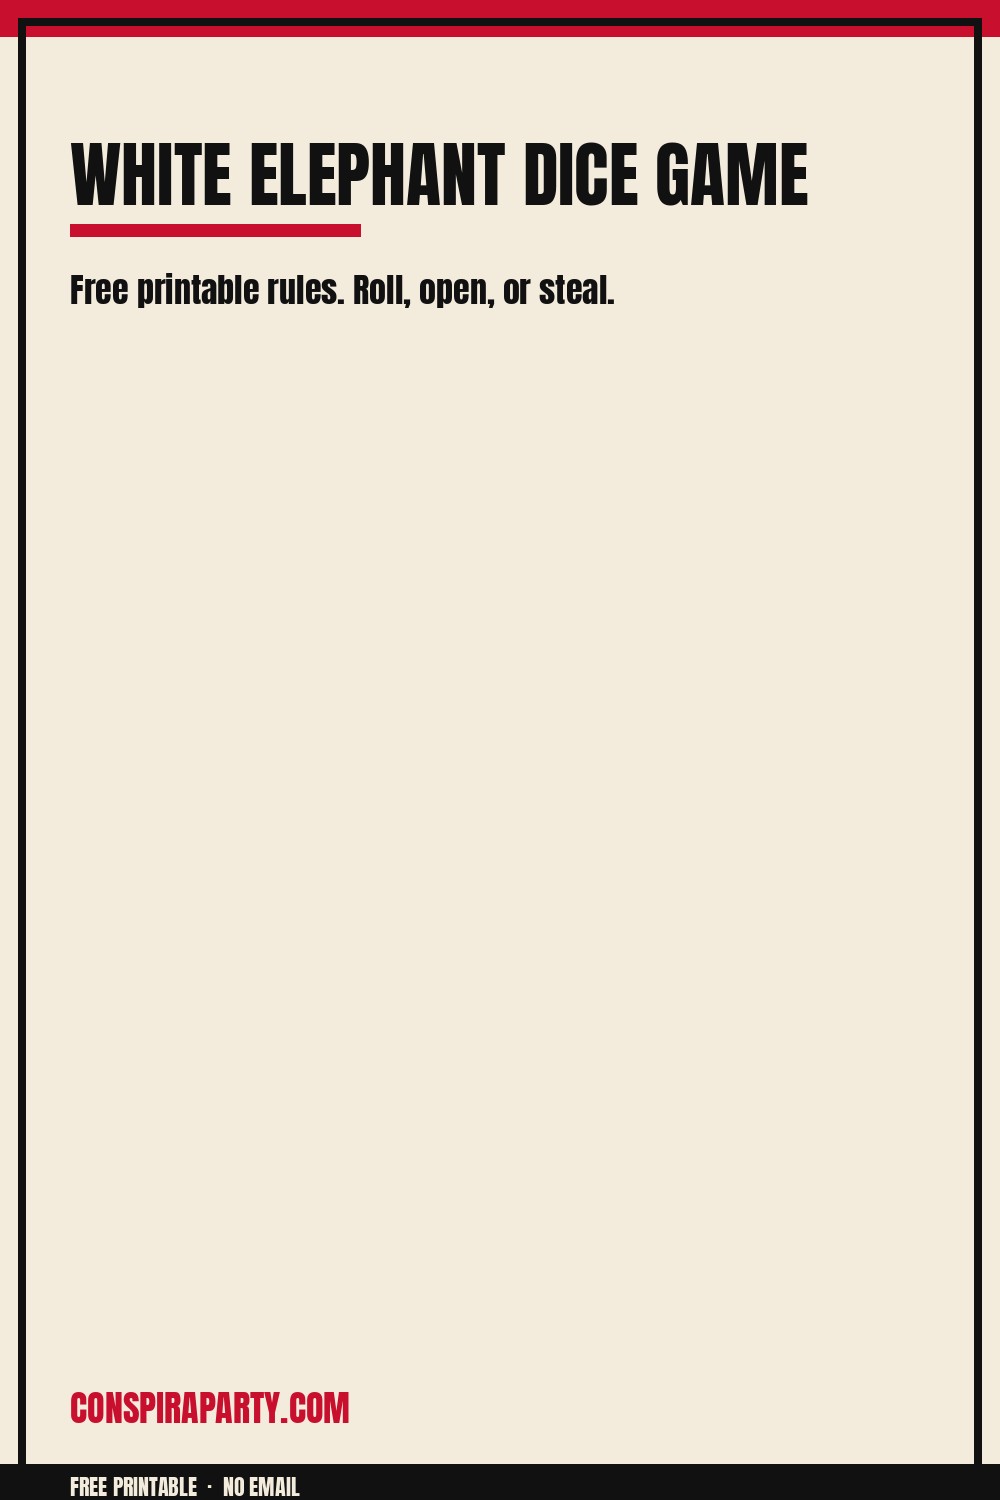 WHITE ELEPHANT DICE GAME
Free printable rules. Roll, open, or steal.
CONSPIRAPARTY.COM
FREE PRINTABLE · NO EMAIL